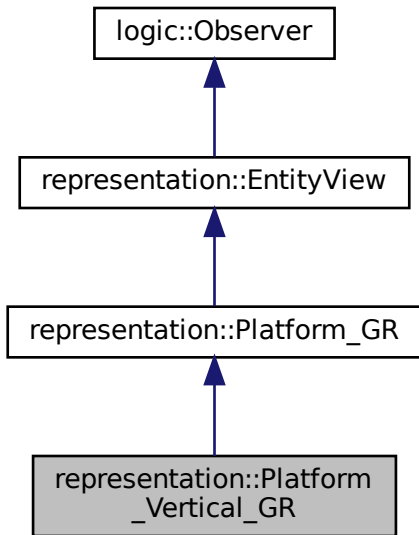 logic::Observer
representation::EntityView
representation::Platform_GR
representation::Platform
_Vertical_GR